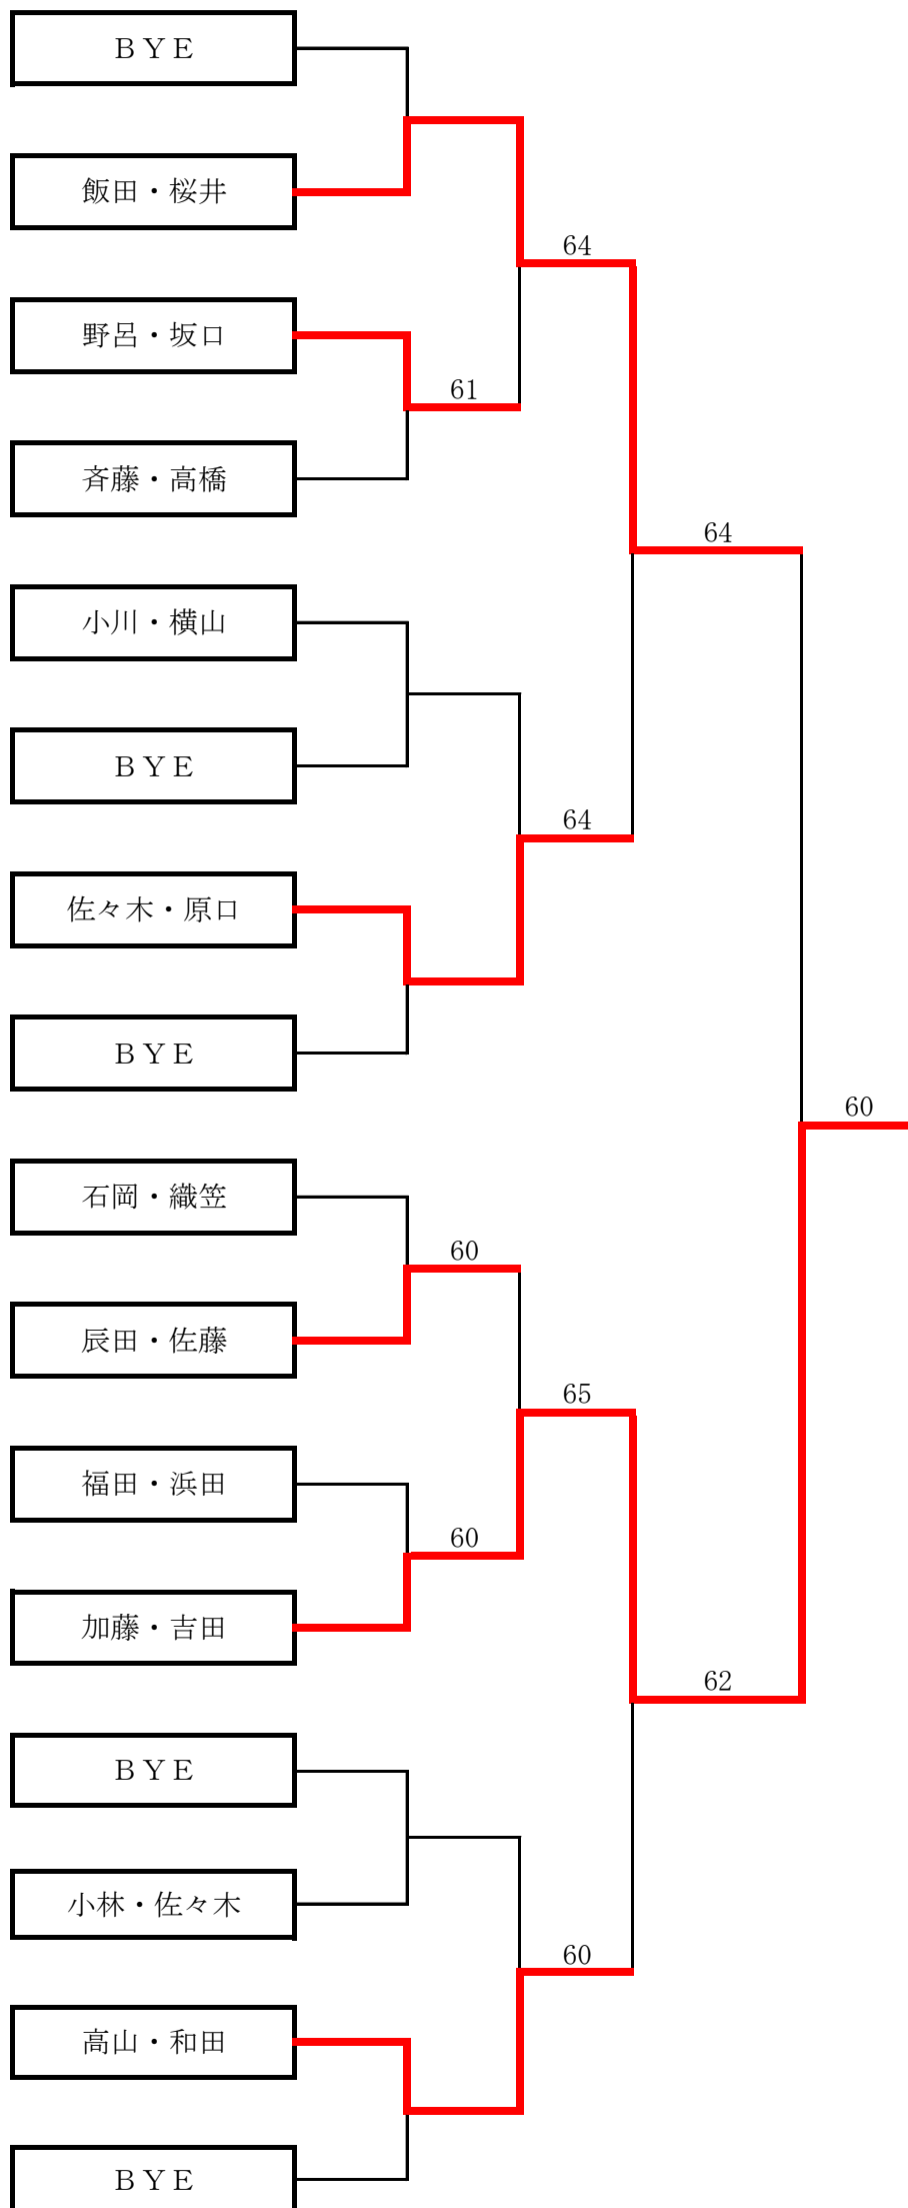 ＢＹＥ
飯田・桜井
64
野呂・坂口
61
斉藤・高橋
64
小川・横山
ＢＹＥ
64
佐々木・原口
ＢＹＥ
60
石岡・織笠
60
辰田・佐藤
65
福田・浜田
60
加藤・吉田
62
ＢＹＥ
小林・佐々木
60
高山・和田
ＢＹＥ